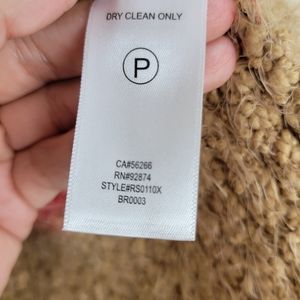 DRY CLEAN ONLY
P
CA#56266
RN#92874
STYLE#RS0110X
BR0003